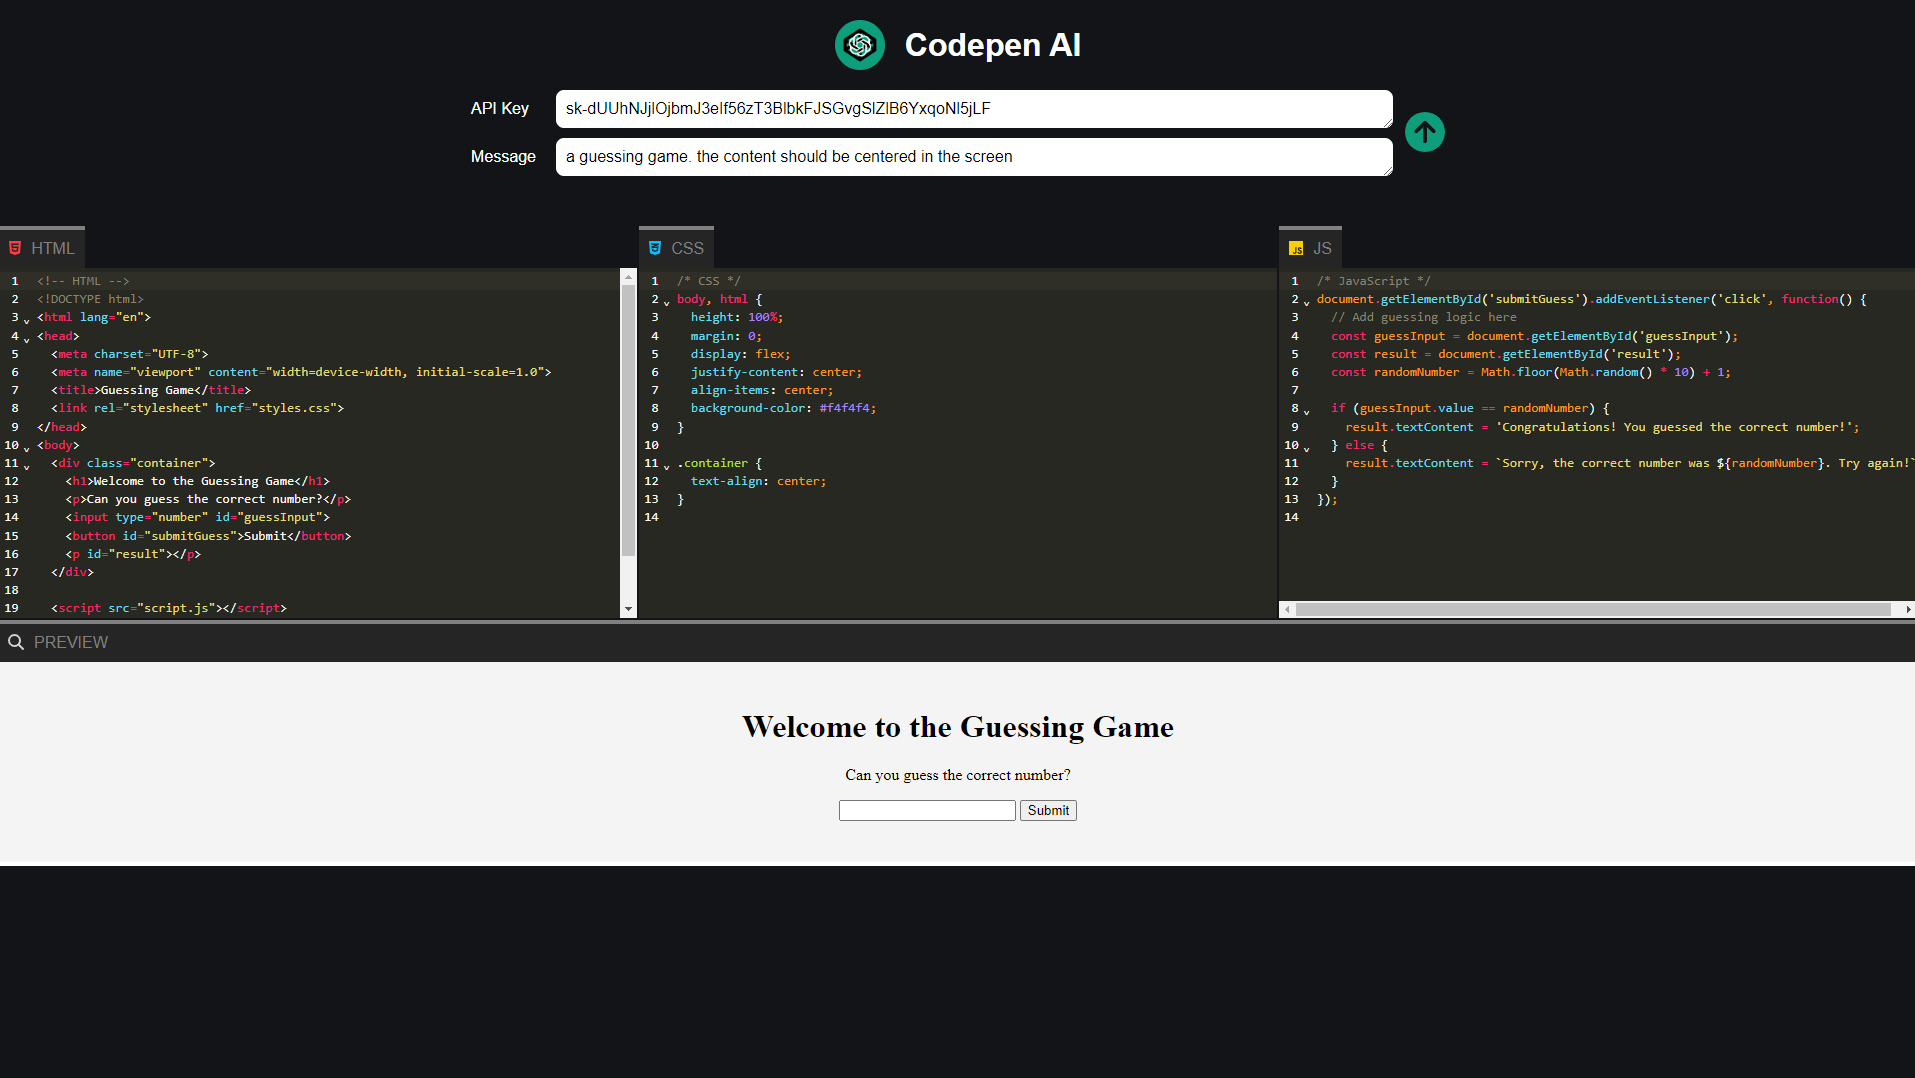 Codepen AI
API Key
Message a guessing game. the content should be centered in the screen
HTML
1 <!-- HTML -->
2 <!DOCTYPE html>
3 <html lang="en">
4 <head>
5 <meta charset="UTF-8">
6 <meta name="viewport" content="width=device-width, initial-scale=1.0">
7 <title>Guessing Game</title>
8 <link rel="stylesheet" href="styles.css">
9 </head>
10 <body>
11 <div class="container">
12 <h1>Welcome to the Guessing Game</h1>
13 <p>Can you guess the correct number?</p>
14 <input type="number" id="guessInput">
15 <button id="submitGuess">Submit</button>
16 <p id="result"></p>
17 </div>
18
19 <script src="script.js"></script>
CSS
1 /* CSS */
2 body, html {
3 height: 100%;
4 margin: 0;
5 display: flex;
6 justify-content: center;
7 align-items: center;
8 background-color: #f4f4f4;
9 }
10
11 .container {
12 text-align: center;
13 }
14
JS
JS
1 /* JavaScript */
2 document.getElementById('submitGuess').addEventListener('click', function() {
3 // Add guessing logic here
4 const guessInput = document.getElementById('guessInput');
5 const result = document.getElementById('result');
6 const randomNumber = Math.floor(Math.random() * 10) + 1;
7
8 if (guessInput.value == randomNumber) {
9 result.textContent = 'Congratulations! You guessed the correct number!';
10 } else {
11 result.textContent = `Sorry, the correct number was ${randomNumber}. Try again!`
12 }
13 });
14
PREVIEW
Welcome to the Guessing Game
Can you guess the correct number?
Submit